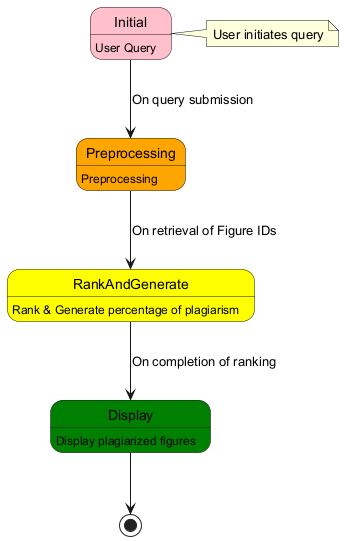 Initial
User Query
User initiates query
On query submission
Preprocessing
Preprocessing
On retrieval of Figure IDs
RankAndGenerate
Rank & Generate percentage of plagiarism
On completion of ranking
Display
Display plagiarized figures